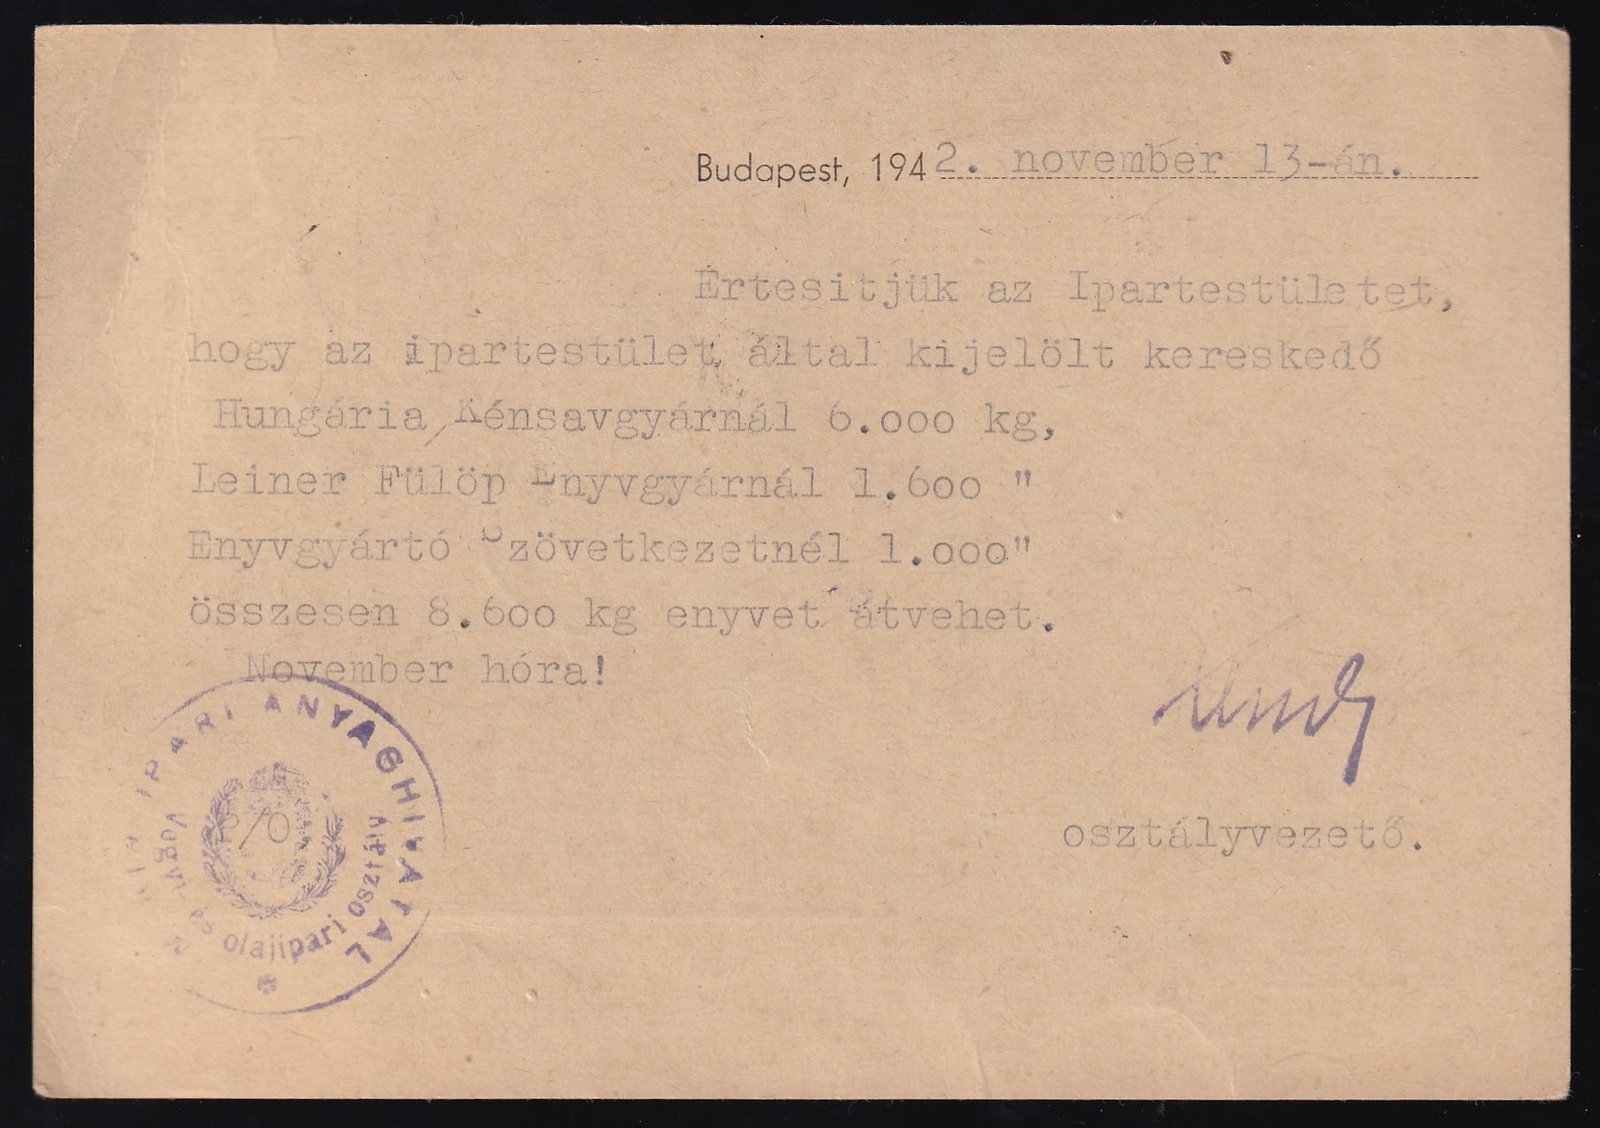 Budapest, 1942. november 13-án.
Értesitjük az Ipartestületet,
hogy az ipartestület által kijelölt kereskedő
Hungária Kénsavgyárnál 6.000 kg,
Leiner Fülöp Enyvgyárnál 1.600 "
Enyvgyártó Szövetkezetnél 1.000"
összesen 8.600 kg enyvet átvehet.
November hóra!
osztályvezető.
P/O.
IPARI ANYAGHIVATAL
Vegyi és olajipari osztály